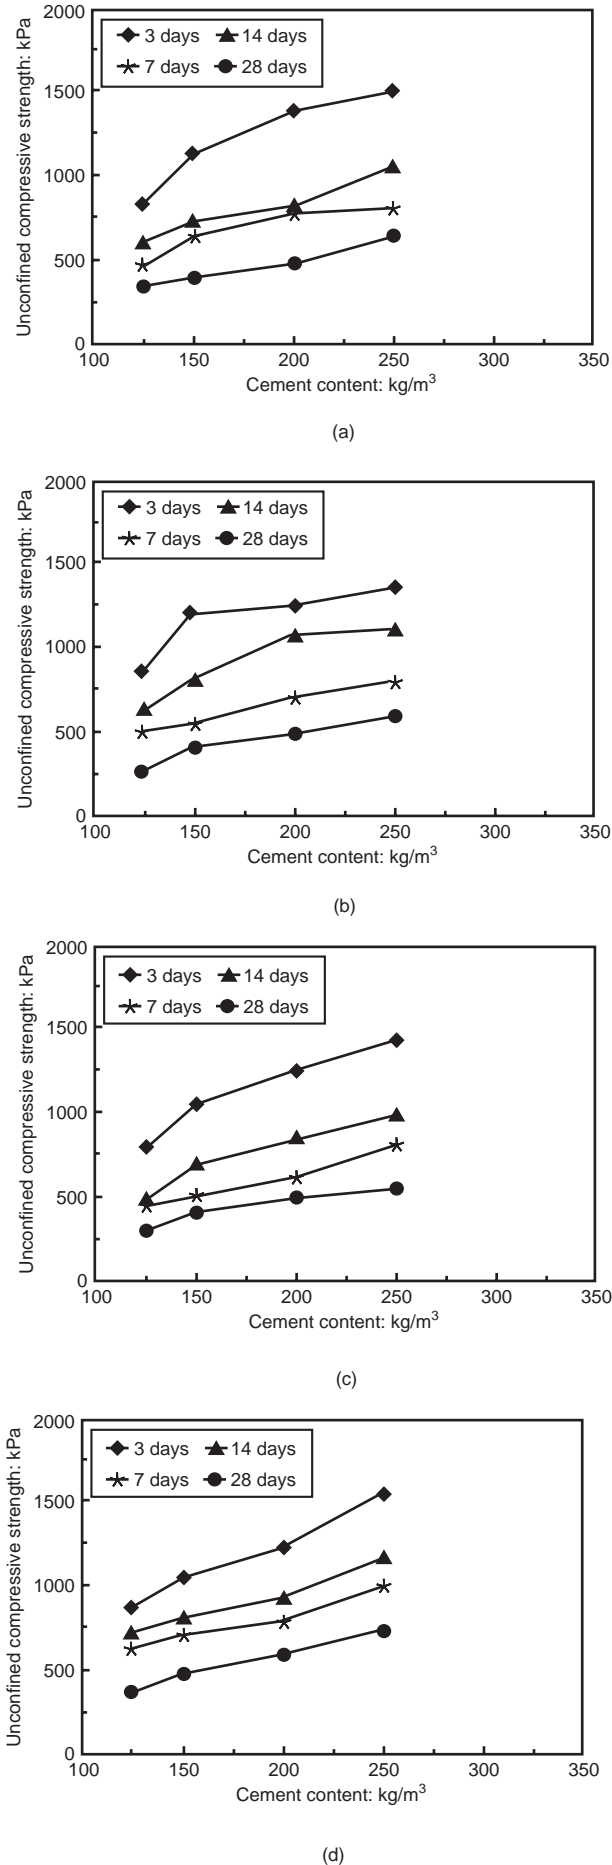 2000
3 days 14 days
7 days 28 days
1500
1000
500
0
100 150 200 250 300 350
Unconfined compressive strength: kPa
Cement content: kg/m³
(a)
2000
3 days 14 days
7 days 28 days
1500
1000
500
0
100 150 200 250 300 350
Unconfined compressive strength: kPa
Cement content: kg/m³
(b)
2000
3 days 14 days
7 days 28 days
1500
1000
500
0
100 150 200 250 300 350
Unconfined compressive strength: kPa
Cement content: kg/m³
(c)
2000
3 days 14 days
7 days 28 days
1500
1000
500
0
100 150 200 250 300 350
Unconfined compressive strength: kPa
Cement content: kg/m³
(d)